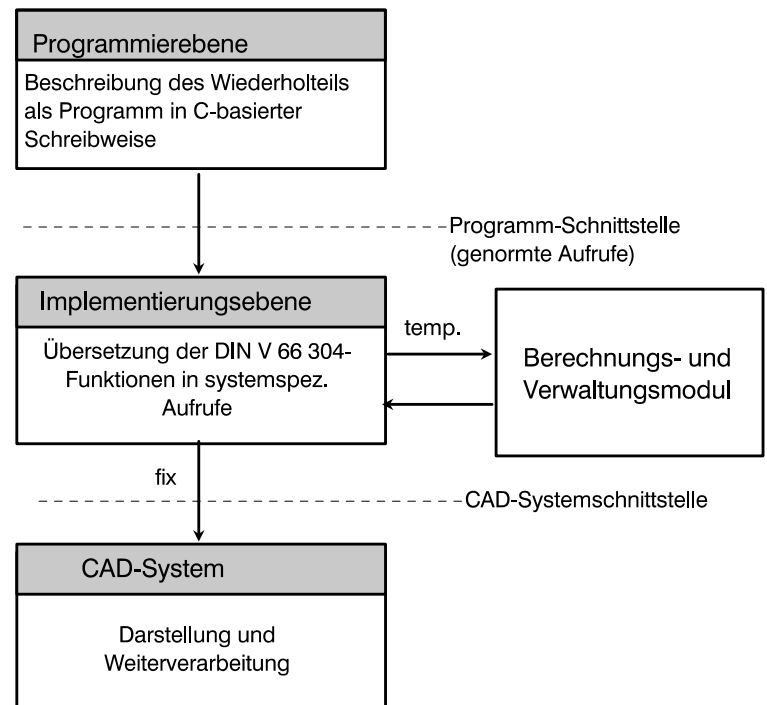 Programmierebene
Beschreibung des Wiederholteils
als Programm in C-basierter
Schreibweise
Programm-Schnittstelle
(genormte Aufrufe)
Implementierungsebene
Übersetzung der DIN V 66 304-
Funktionen in systemspez.
Aufrufe
temp.
Berechnungs- und
Verwaltungsmodul
fix
CAD-Systemschnittstelle
CAD-System
Darstellung und
Weiterverarbeitung